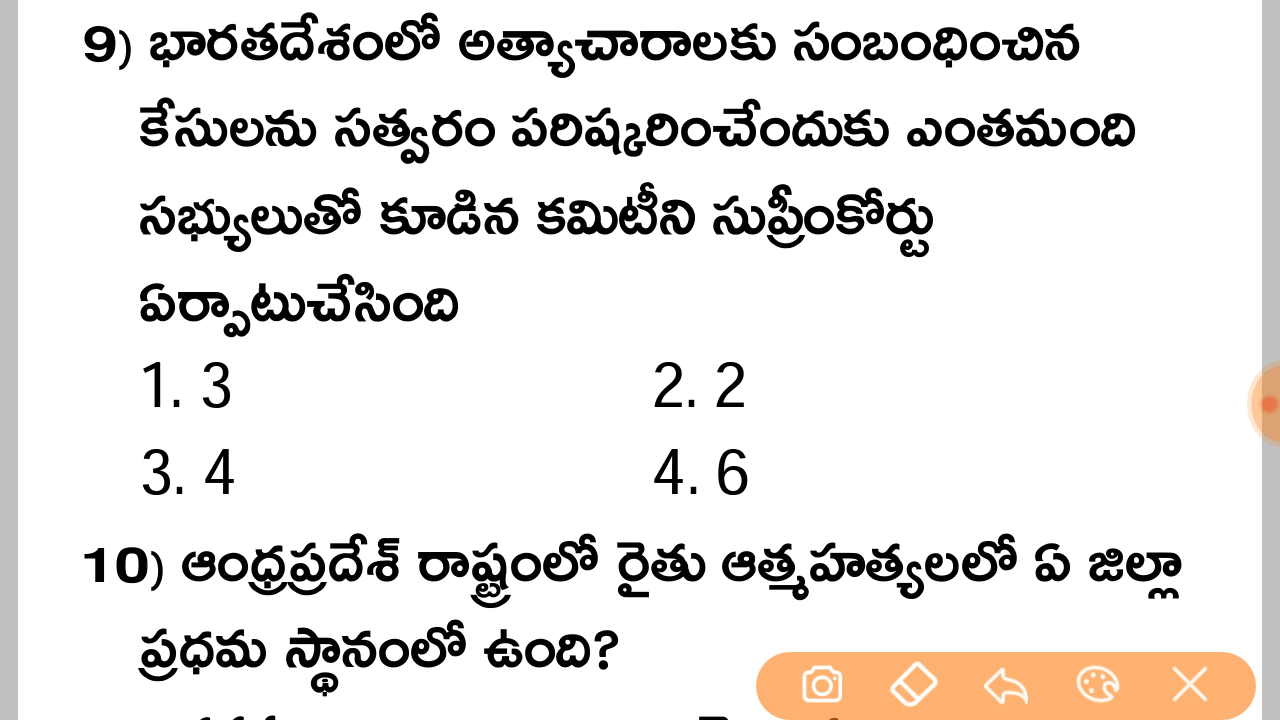 9) భారతదేశంలో అత్యాచారాలకు సంబంధించిన
కేసులను సత్వరం పరిష్కరించేందుకు ఎంతమంది
సభ్యులుతో కూడిన కమిటీని సుప్రీంకోర్టు
ఏర్పాటుచేసింది
1. 3 2. 2
3. 4 4. 6
10) ఆంధ్రప్రదేశ్ రాష్ట్రంలో రైతు ఆత్మహత్యలలో ఏ జిల్లా
ప్రధమ స్థానంలో ఉంది?